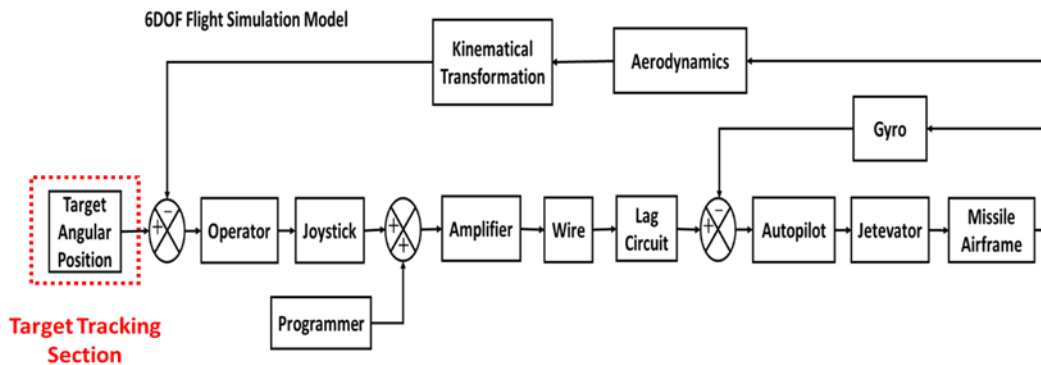 6DOF Flight Simulation Model
Kinematical
Transformation
Aerodynamics
Gyro
Target
Angular
Position
+
−
Operator
Joystick
+
+
Amplifier
Wire
Lag
Circuit
+
−
Autopilot
Jetevator
Missile
Airframe
Programmer
Target Tracking
Section